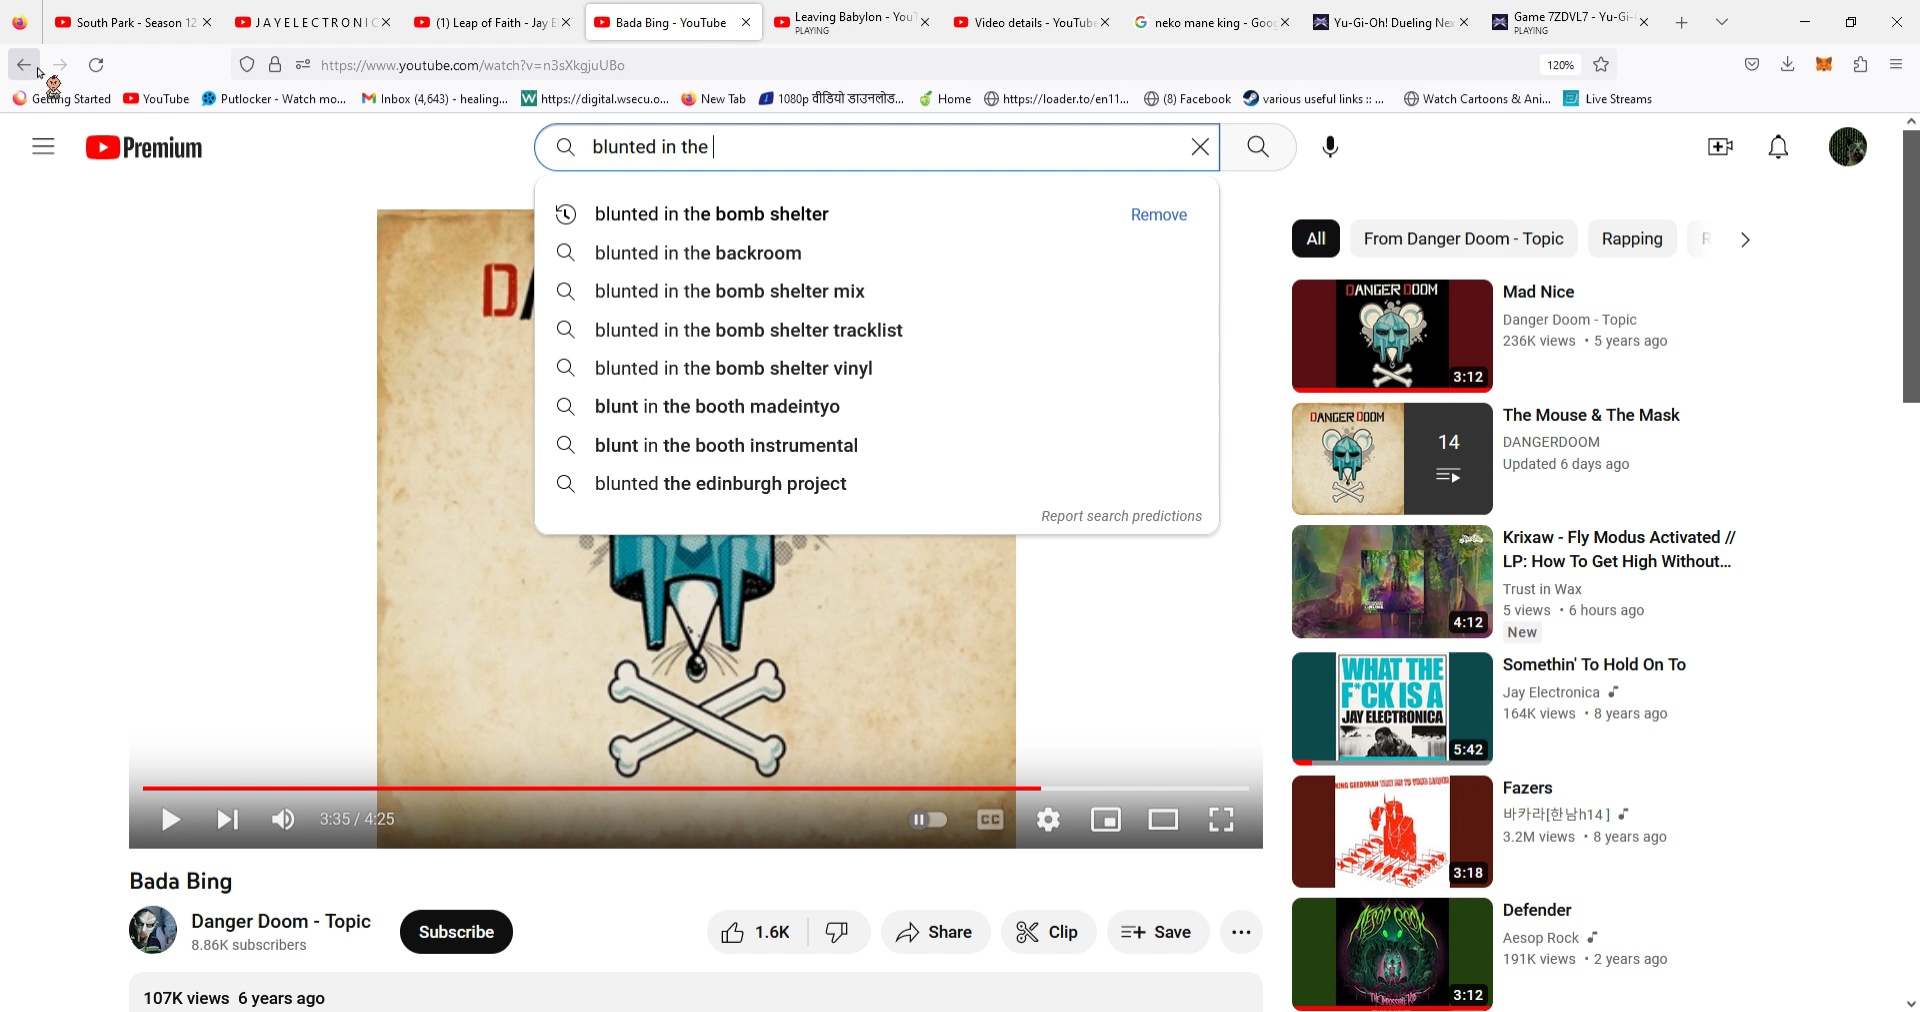 South Park - Season 12
J A Y E L E C T R O N I C
(1) Leap of Faith - Jay E
Bada Bing - YouTube
Leaving Babylon - YouT
PLAYING
Video details - YouTube
neko mane king - Goog
Yu-Gi-Oh! Dueling Ne
Game 7ZDVL7 - Yu-Gi-
PLAYING
https://www.youtube.com/watch?v=n3sXkgjuUBo
120%
Getting Started
YouTube
Putlocker - Watch mo...
Inbox (4,643) - healing...
https://digital.wsecu.o...
New Tab
1080p वीडियो डाउनलोड...
Home
https://loader.to/en11...
(8) Facebook
various useful links :: ...
Watch Cartoons & Ani...
Live Streams
Premium
blunted in the
blunted in the bomb shelter
Remove
blunted in the backroom
blunted in the bomb shelter mix
blunted in the bomb shelter tracklist
blunted in the bomb shelter vinyl
blunt in the booth madeintyo
blunt in the booth instrumental
blunted the edinburgh project
Report search predictions
All
From Danger Doom - Topic
Rapping
DANGER DOOM
3:12
Mad Nice
Danger Doom - Topic
236K views • 5 years ago
DANGER DOOM
14
The Mouse & The Mask
DANGERDOOM
Updated 6 days ago
4:12
Krixaw - Fly Modus Activated //
LP: How To Get High Without...
Trust in Wax
5 views • 6 hours ago
New
WHAT THE
F*CK IS A
JAY ELECTRONICA
5:42
Somethin' To Hold On To
Jay Electronica
164K views • 8 years ago
3:18
Fazers
바카라[한남h14]
3.2M views • 8 years ago
AESOP ROCK
3:12
Defender
Aesop Rock
191K views • 2 years ago
3:35 / 4:25
CC
Bada Bing
Danger Doom - Topic
8.86K subscribers
Subscribe
1.6K
Share
Clip
Save
107K views 6 years ago